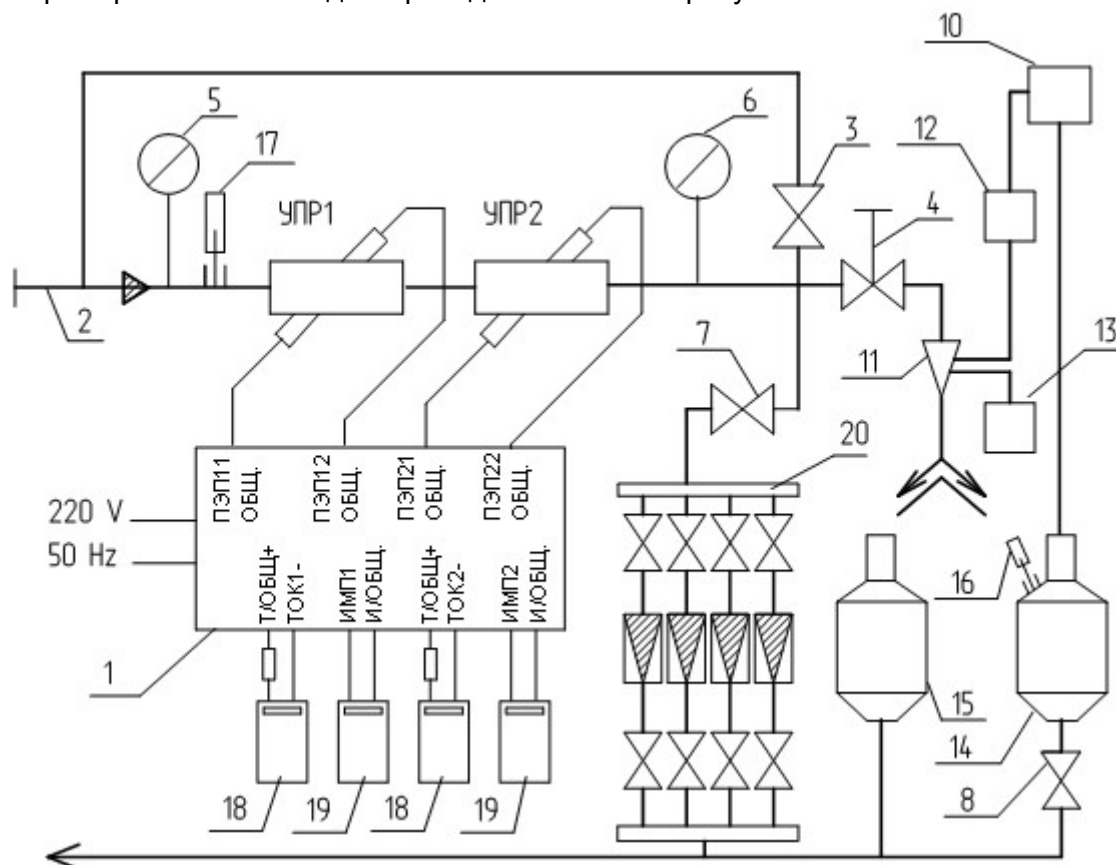 10
5
6
17
12
3
УПР1
УПР2
4
2
7
11
13
20
ПЭП11
ОБЩ.
ПЭП12
ОБЩ.
ПЭП21
ОБЩ.
ПЭП22
ОБЩ.
220 V
50 Hz
Т/ОБЩ+
ТОК1-
ИМП1
И/ОБЩ.
Т/ОБЩ+
ТОК2-
ИМП2
И/ОБЩ.
16
1
15
14
18
19
18
19
8